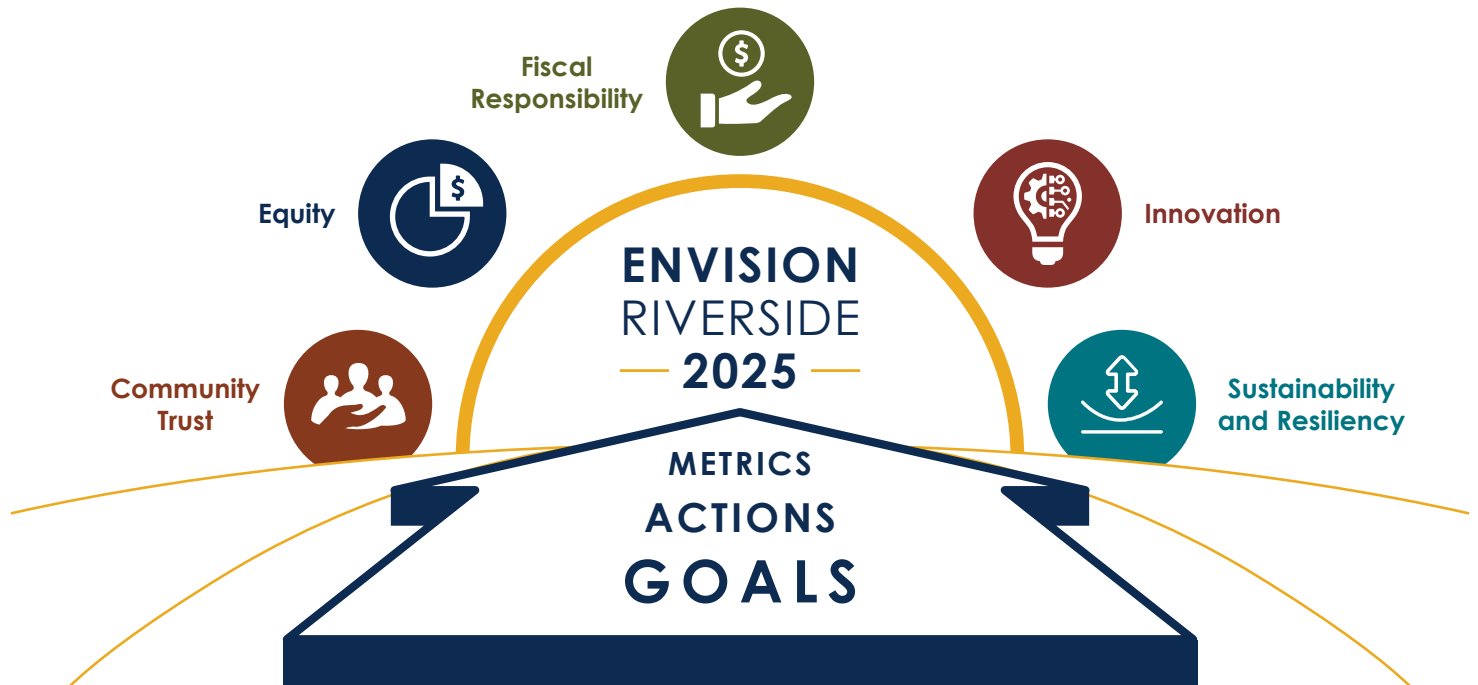 Fiscal
Responsibility
$
Equity
$
Innovation
ENVISION
RIVERSIDE
2025
Community
Trust
Sustainability
and Resiliency
METRICS
ACTIONS
GOALS